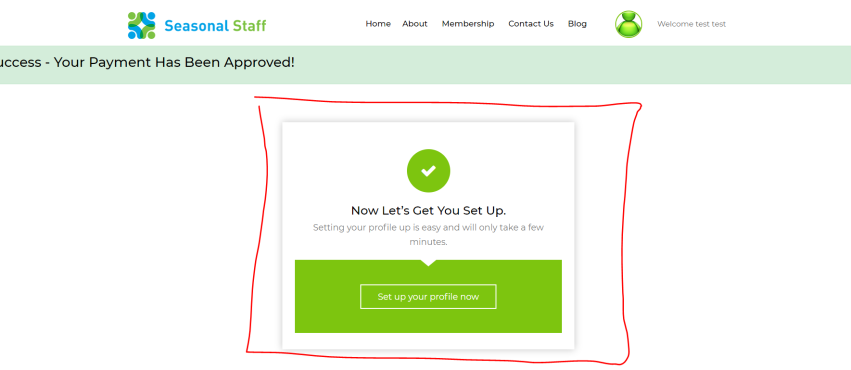 Seasonal Staff
Home About Membership Contact Us Blog
Welcome test test
uccess - Your Payment Has Been Approved!
Now Let's Get You Set Up.
Setting your profile up is easy and will only take a few
minutes.
Set up your profile now